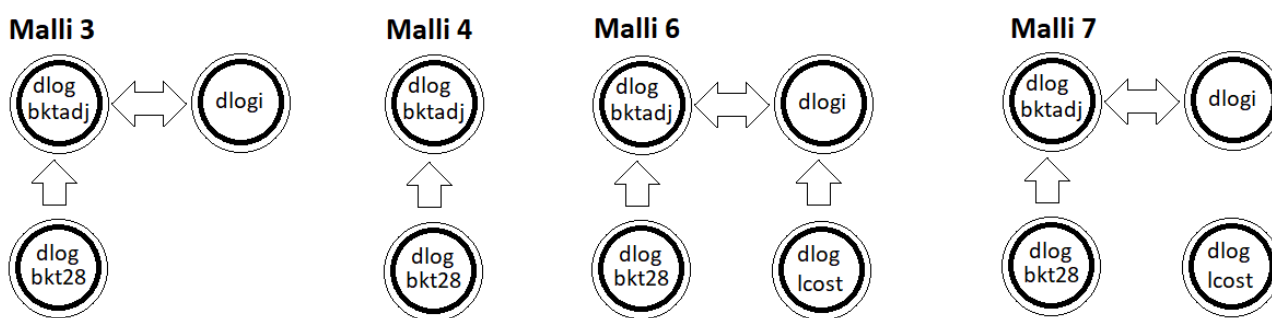 Malli 3
dlog
bktadj
dlogi
dlog
bkt28
Malli 4
dlog
bktadj
dlog
bkt28
Malli 6
dlog
bktadj
dlogi
dlog
bkt28
dlog
lcost
Malli 7
dlog
bktadj
dlogi
dlog
bkt28
dlog
lcost